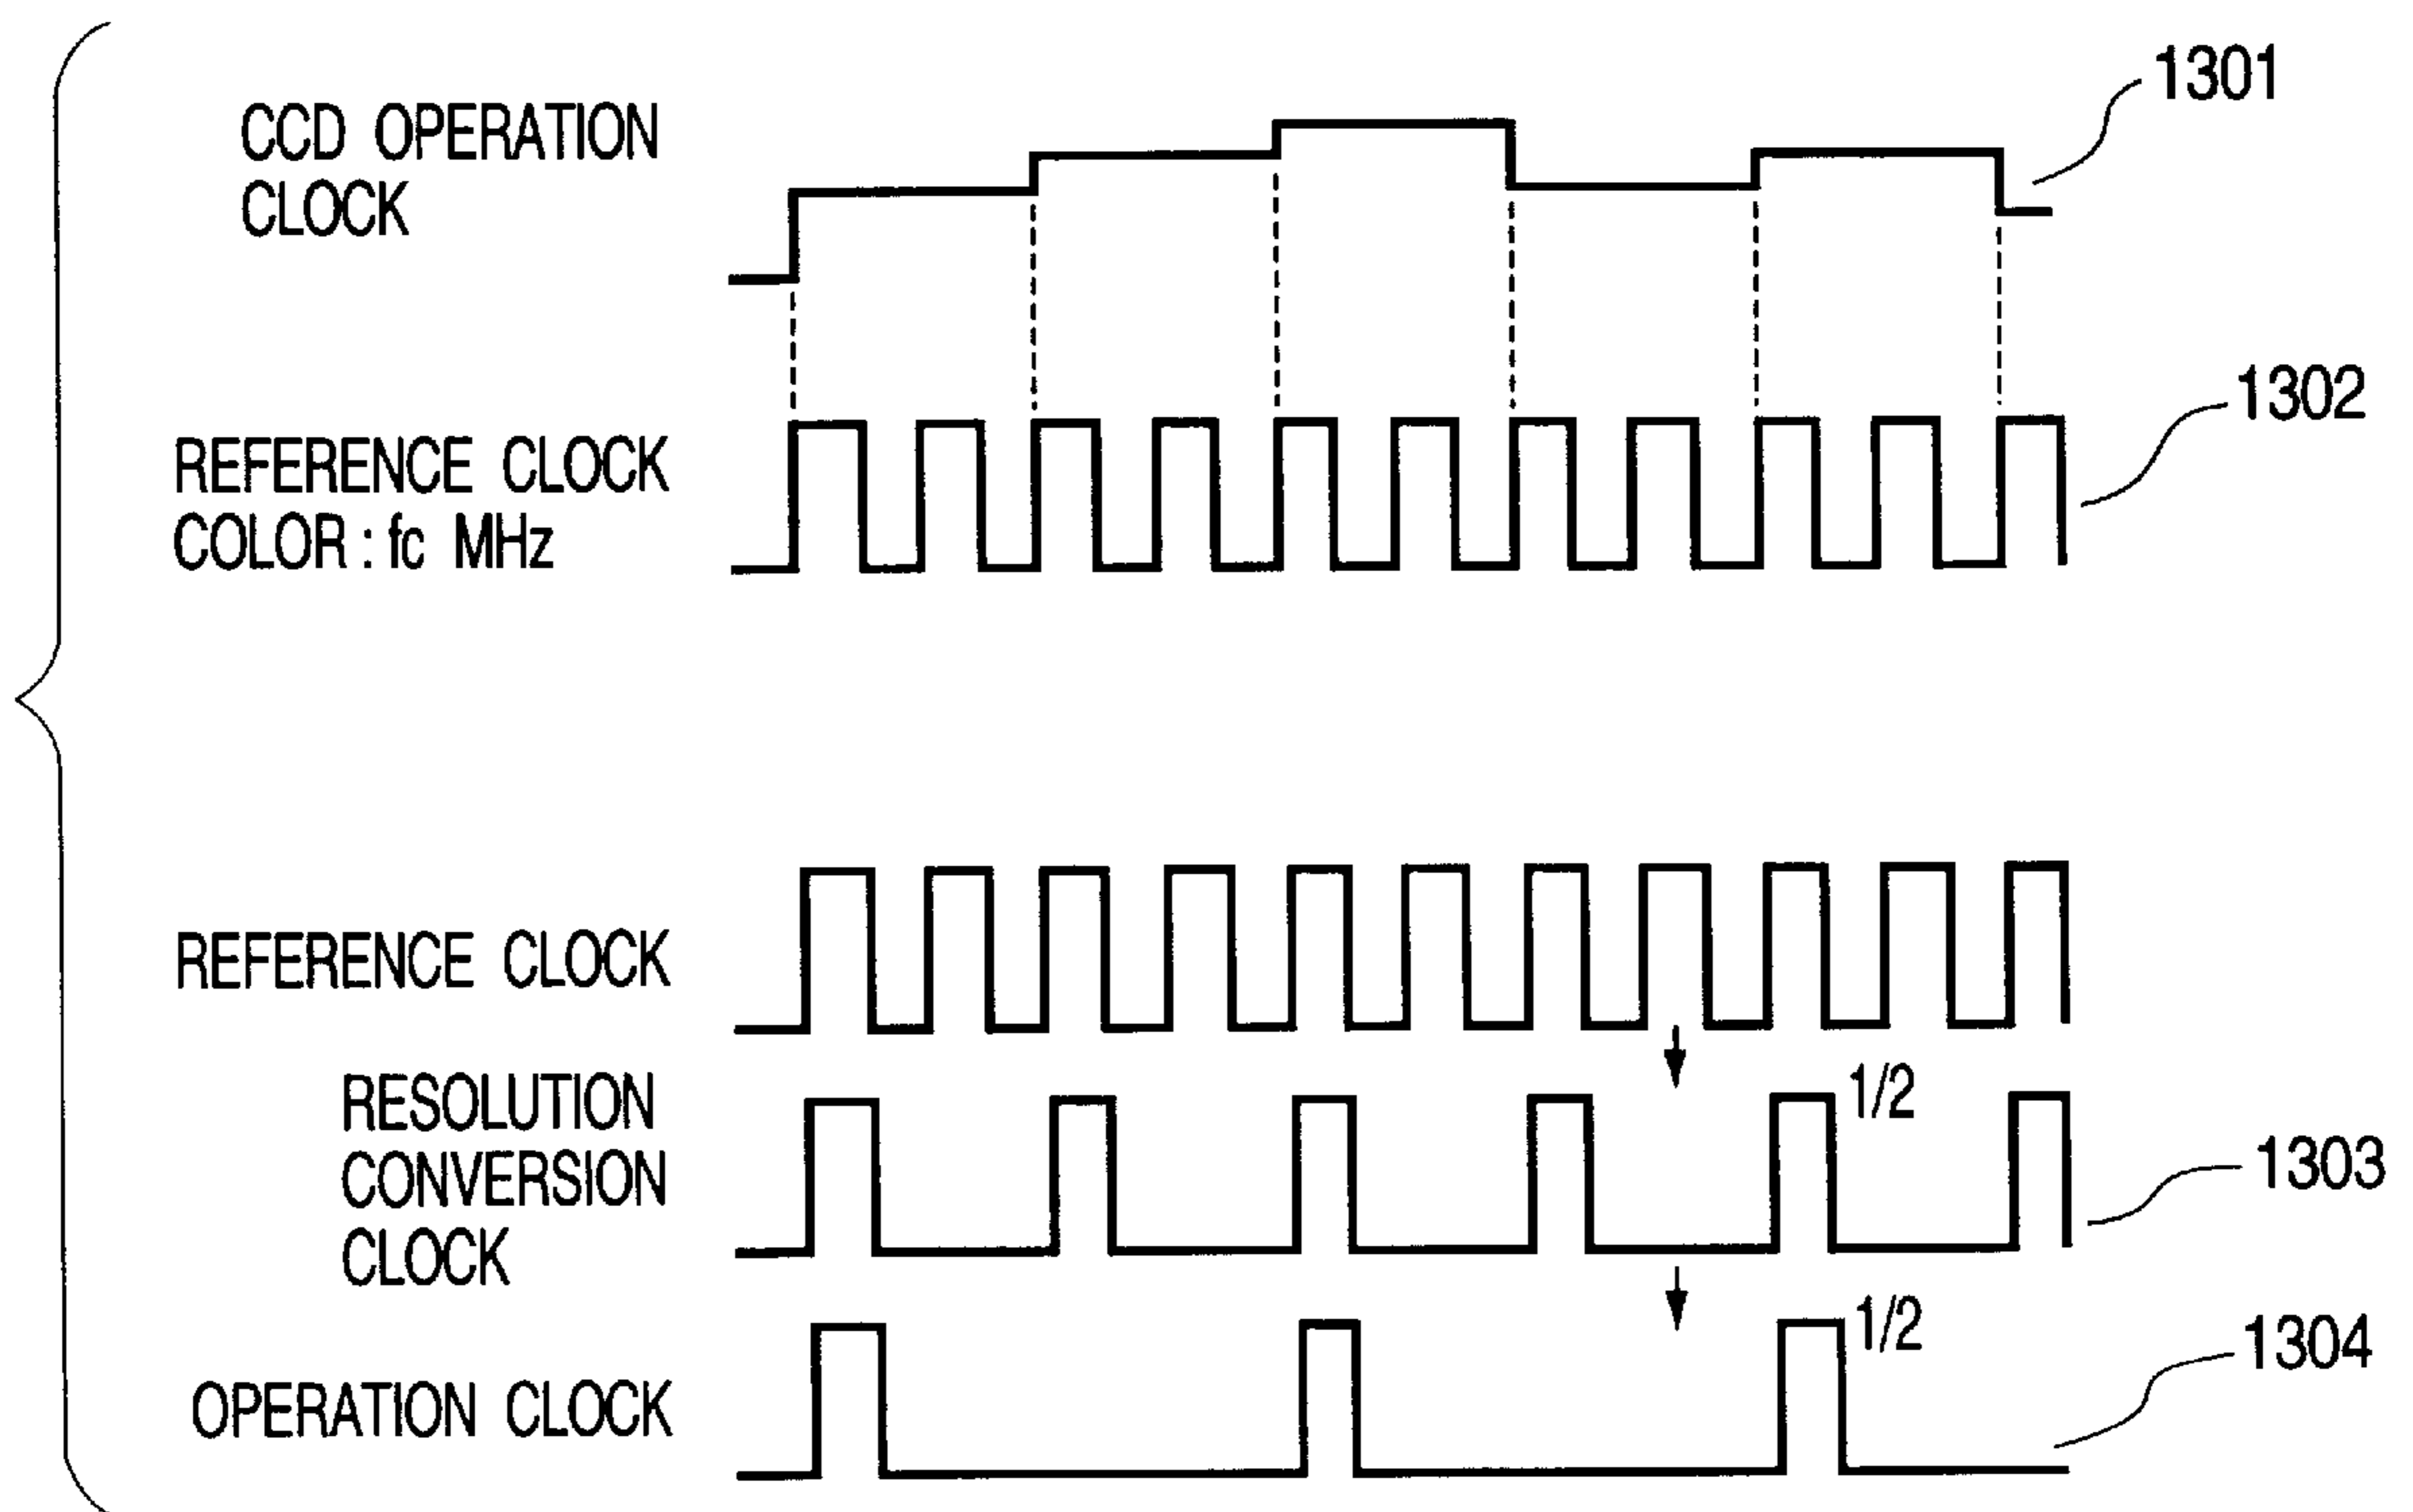 1301
CCD OPERATION
CLOCK
1302
REFERENCE CLOCK
COLOR : fc MHz
REFERENCE CLOCK
1/2
RESOLUTION
CONVERSION
CLOCK
1303
1/2
1304
OPERATION CLOCK